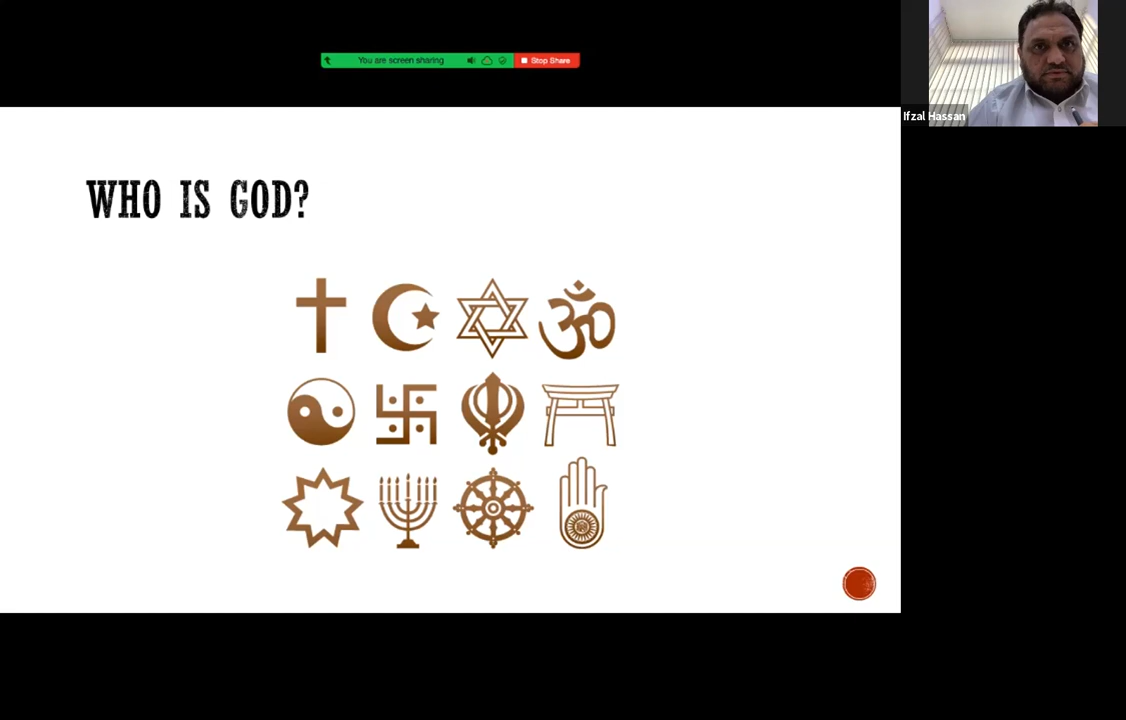 You are screen sharing
Stop Share
Ifzal Hassan
WHO IS GOD?
ॐ